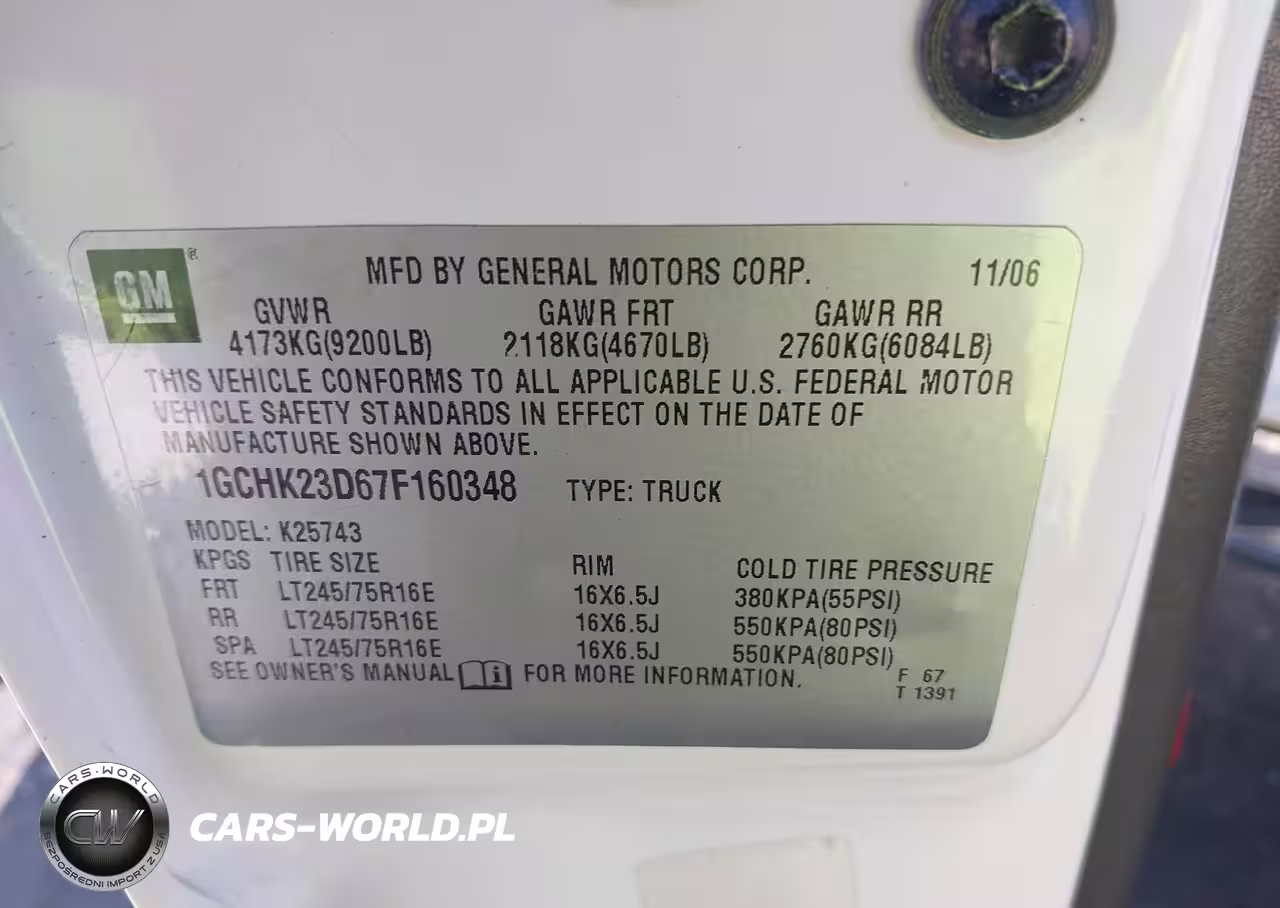 GM ®
MFD BY GENERAL MOTORS CORP. 11/06
GVWR GAWR FRT GAWR RR
4173KG(9200LB) 2118KG(4670LB) 2760KG(6084LB)
THIS VEHICLE CONFORMS TO ALL APPLICABLE U.S. FEDERAL MOTOR
VEHICLE SAFETY STANDARDS IN EFFECT ON THE DATE OF
MANUFACTURE SHOWN ABOVE.
1GCHK23D67F160348 TYPE: TRUCK
MODEL: K25743
KPGS TIRE SIZE RIM COLD TIRE PRESSURE
FRT LT245/75R16E 16X6.5J 380KPA(55PSI)
RR LT245/75R16E 16X6.5J 550KPA(80PSI)
SPA LT245/75R16E 16X6.5J 550KPA(80PSI)
SEE OWNER'S MANUAL i FOR MORE INFORMATION.
F 67
T 1391
CARS-WORLD
CW
BEZPOŚREDNI IMPORT Z USA
CARS-WORLD.PL